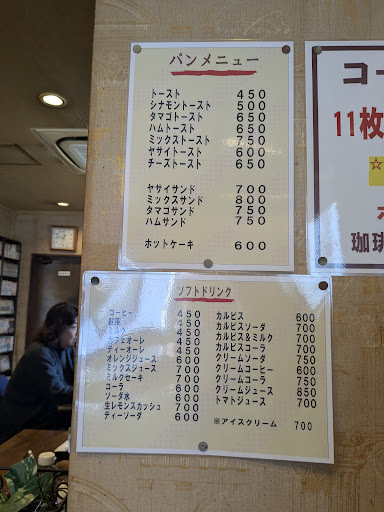 パンメニュー
トースト 450
シナモントースト 500
タマゴトースト 650
ハムトースト 650
ミックストースト 750
ヤサイトースト 600
チーズトースト 650
ヤサイサンド 700
ミックスサンド 800
タマゴサンド 750
ハムサンド 750
ホットケーキ 600
コー
11枚
☆
珈琲
ソフトドリンク
コーヒー 450
紅茶 450
450
カフェオーレ 450
ティーオーレ 450
オレンジジュース 600
ミックスジュース 700
ミルクセーキ 700
コーラ 600
ソーダ水 600
生レモンスカッシュ 700
ティーソーダ 600
カルピス 600
カルピスソーダ 700
カルピス&ミルク 700
カルピスコーラ 700
クリームソーダ 750
クリームコーヒー 600
クリームコーラ 750
クリームジュース 850
トマトジュース 700
※アイスクリーム 700